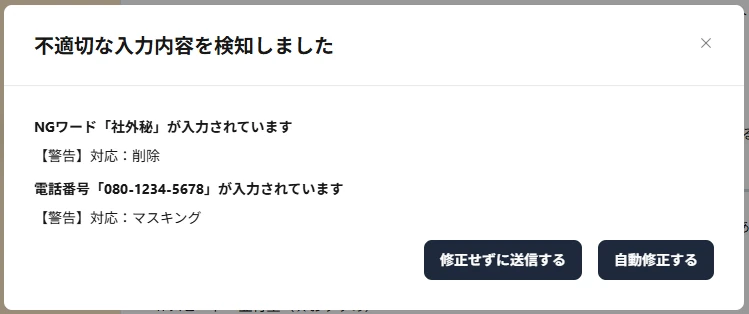 不適切な入力内容を検知しました
NGワード「社外秘」が入力されています
【警告】対応：削除
電話番号「080-1234-5678」が入力されています
【警告】対応：マスキング
修正せずに送信する
自動修正する